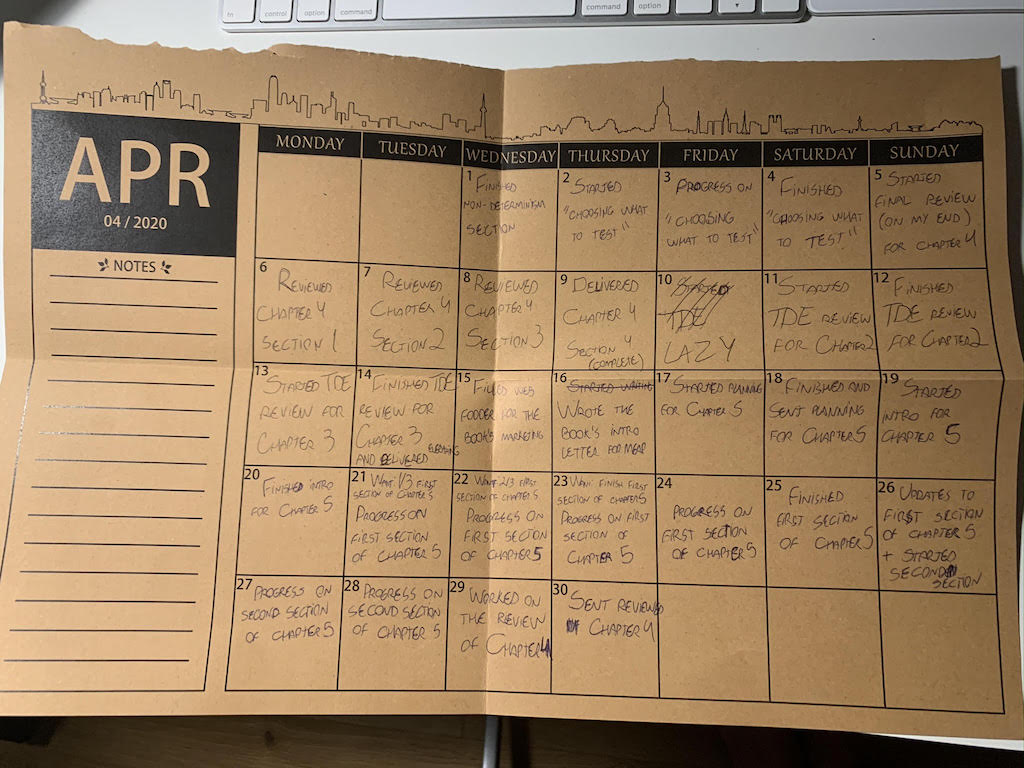 fn
control
option
command
command
option
APR
04 / 2020
NOTES
MONDAY
TUESDAY
WEDNESDAY
THURSDAY
FRIDAY
SATURDAY
SUNDAY
1 FINISHED
NON-DETERMINISM
SECTION
2 STARTED
"CHOOSING WHAT
TO TEST"
3 PROGRESS ON
"CHOOSING
WHAT TO TEST"
4 FINISHED
"CHOOSING WHAT
TO TEST"
5 STARTED
FINAL REVIEW
(ON MY END)
FOR CHAPTER 4
6 REVIEWED
CHAPTER 4
SECTION 1
7 REVIEWED
CHAPTER 4
SECTION 2
8 REVIEWED
CHAPTER 4
SECTION 3
9 DELIVERED
CHAPTER 4
SECTION 4
(COMPLETE)
10 STARTED
TDE
LAZY
11 STARTED
TDE REVIEW
FOR CHAPTER 2
12 FINISHED
TDE REVIEW
FOR CHAPTER 2
13 STARTED TDE
REVIEW FOR
CHAPTER 3
14 FINISHED TDE
REVIEW FOR
CHAPTER 3
AND DELIVERED EVERYTHING
15 FILLED WEB
FODDER FOR THE
BOOK'S MARKETING
16 STARTED WRITING
WROTE THE
BOOK'S INTRO
LETTER FOR MEAP
17 STARTED PLANNING
FOR CHAPTER 5
18 FINISHED AND
SENT PLANNING
FOR CHAPTER 5
19 STARTED
INTRO FOR
CHAPTER 5
20 FINISHED INTRO
FOR CHAPTER 5
21 WANT: 1/3 FIRST
SECTION OF CHAPTER 5
PROGRESS ON
FIRST SECTION
OF CHAPTER 5
22 WANT: 2/3 FIRST
SECTION OF CHAPTER 5
PROGRESS ON
FIRST SECTION
OF CHAPTER 5
23 WANT: FINISH FIRST
SECTION OF CHAPTER 5
PROGRESS ON FIRST
SECTION OF
CHAPTER 5
24 PROGRESS ON
FIRST SECTION
OF CHAPTER 5
25 FINISHED
FIRST SECTION
OF CHAPTER 5
26 UPDATES TO
FIRST SECTION
OF CHAPTER 5
+ STARTED
SECOND SECTION
27 PROGRESS ON
SECOND SECTION
OF CHAPTER 5
28 PROGRESS ON
SECOND SECTION
OF CHAPTER 5
29 WORKED ON
THE REVIEW
OF CHAPTER 4
30 SENT REVIEWED
CHAPTER 4